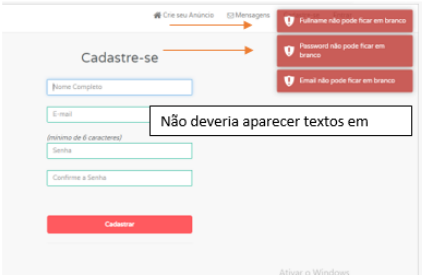 Crie seu Anúncio
Mensagens
Fullname não pode ficar em branco
Password não pode ficar em
branco
Email não pode ficar em branco
Cadastre-se
Nome Completo
E-mail
Não deveria aparecer textos em
(mínimo de 6 caracteres)
Senha
Confirme a Senha
Cadastrar
Ativar o Windows